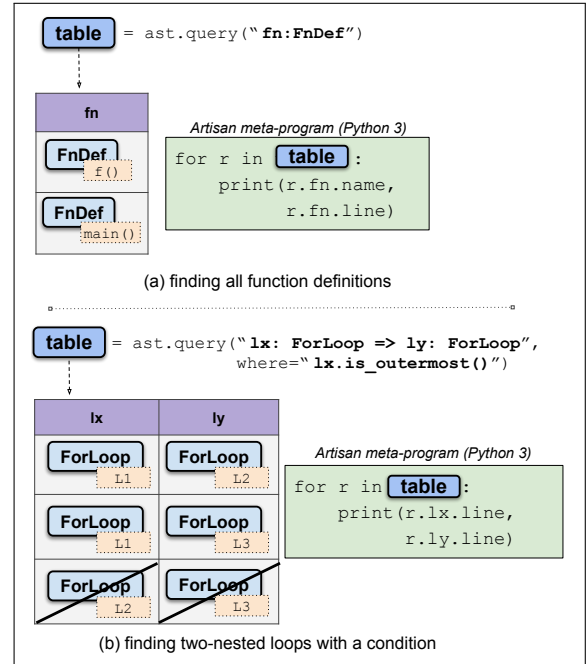 table = ast.query("fn:FnDef")
fn
Artisan meta-program (Python 3)
FnDef
f()
for r in table :
print(r.fn.name,
r.fn.line)
FnDef
main()
(a) finding all function definitions
table = ast.query("lx: ForLoop => ly: ForLoop",
where="lx.is_outermost()")
lx ly
ForLoop ForLoop
L1 L2
Artisan meta-program (Python 3)
for r in table :
print(r.lx.line,
r.ly.line)
ForLoop ForLoop
L1 L3
ForLoop ForLoop
L2 L3
(b) finding two-nested loops with a condition